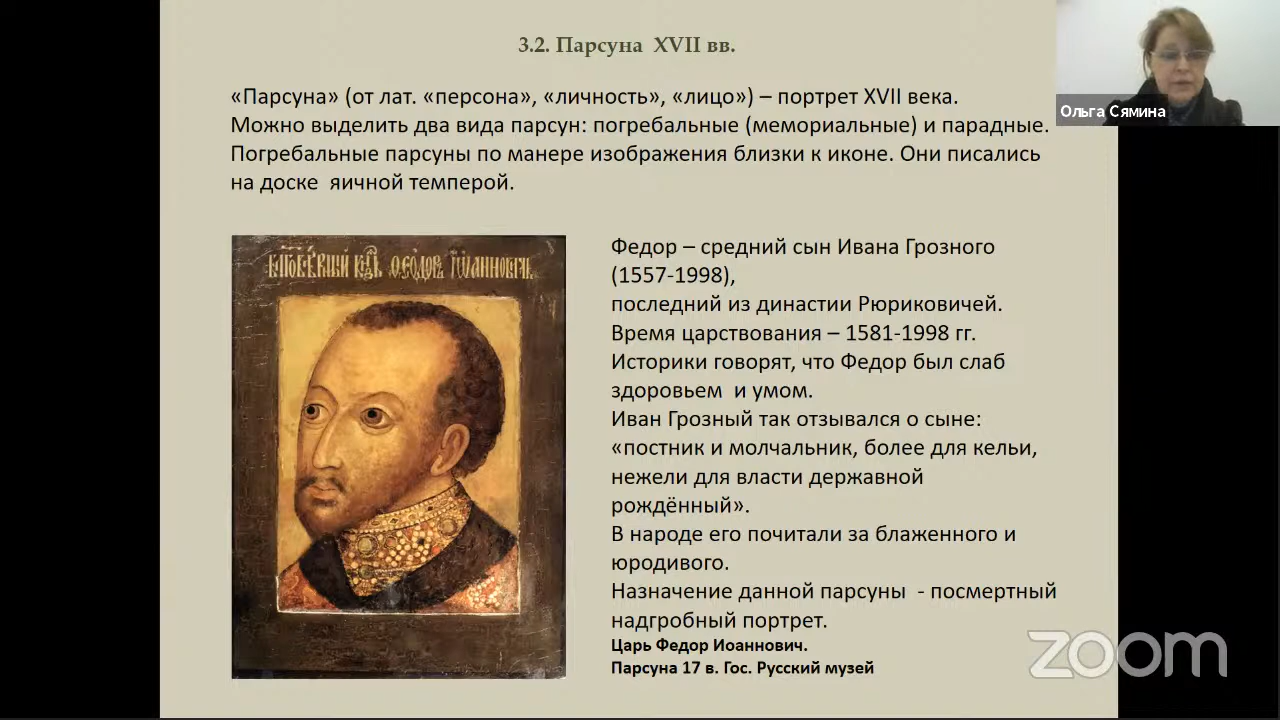 3.2. Парсуна XVII вв.
«Парсуна» (от лат. «персона», «личность», «лицо») – портрет XVII века.
Можно выделить два вида парсун: погребальные (мемориальные) и парадные.
Погребальные парсуны по манере изображения близки к иконе. Они писались
на доске яичной темперой.
Ольга Сямина
Федор – средний сын Ивана Грозного
(1557-1998),
последний из династии Рюриковичей.
Время царствования – 1581-1998 гг.
Историки говорят, что Федор был слаб
здоровьем и умом.
Иван Грозный так отзывался о сыне:
«постник и молчальник, более для кельи,
нежели для власти державной
рождённый».
В народе его почитали за блаженного и
юродивого.
Назначение данной парсуны - посмертный
надгробный портрет.
Царь Федор Иоаннович.
Парсуна 17 в. Гос. Русский музей
zoom